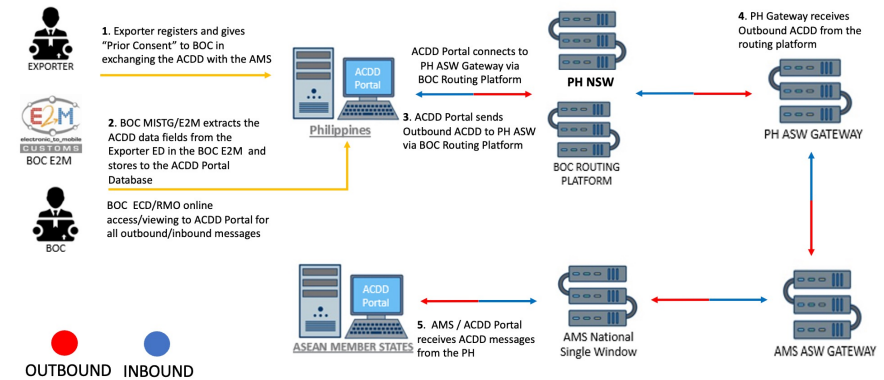 EXPORTER
1. Exporter registers and gives
“Prior Consent” to BOC in
exchanging the ACDD with the AMS
ACDD
Portal
Philippines
ACDD Portal connects to
PH ASW Gateway via
BOC Routing Platform
3. ACDD Portal sends
Outbound ACDD to PH ASW
via BOC Routing Platform
PH NSW
BOC ROUTING
PLATFORM
4. PH Gateway receives
Outbound ACDD from the
routing platform
PH ASW GATEWAY
E2M
electronic_to_mobile
CUSTOMS
BOC E2M
2. BOC MISTG/E2M extracts the
ACDD data fields from the
Exporter ED in the BOC E2M and
stores to the ACDD Portal
Database
BOC
BOC ECD/RMO online
access/viewing to ACDD Portal for
all outbound/inbound messages
ACDD
Portal
ASEAN MEMBER STATES
5. AMS / ACDD Portal
receives ACDD messages
from the PH
AMS National
Single Window
AMS ASW GATEWAY
OUTBOUND
INBOUND